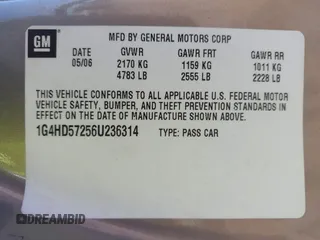 GM
MFD BY GENERAL MOTORS CORP
DATE GVWR GAWR FRT GAWR RR
05/06 2170 KG 1159 KG 1011 KG
4783 LB 2555 LB 2228 LB
THIS VEHICLE CONFORMS TO ALL APPLICABLE U.S. FEDERAL MOTOR
VEHICLE SAFETY, BUMPER, AND THEFT PREVENTION STANDARDS IN
EFFECT ON THE DATE OF MANUFACTURE SHOWN ABOVE.
1G4HD57256U236314 TYPE: PASS CAR
DREAMBID